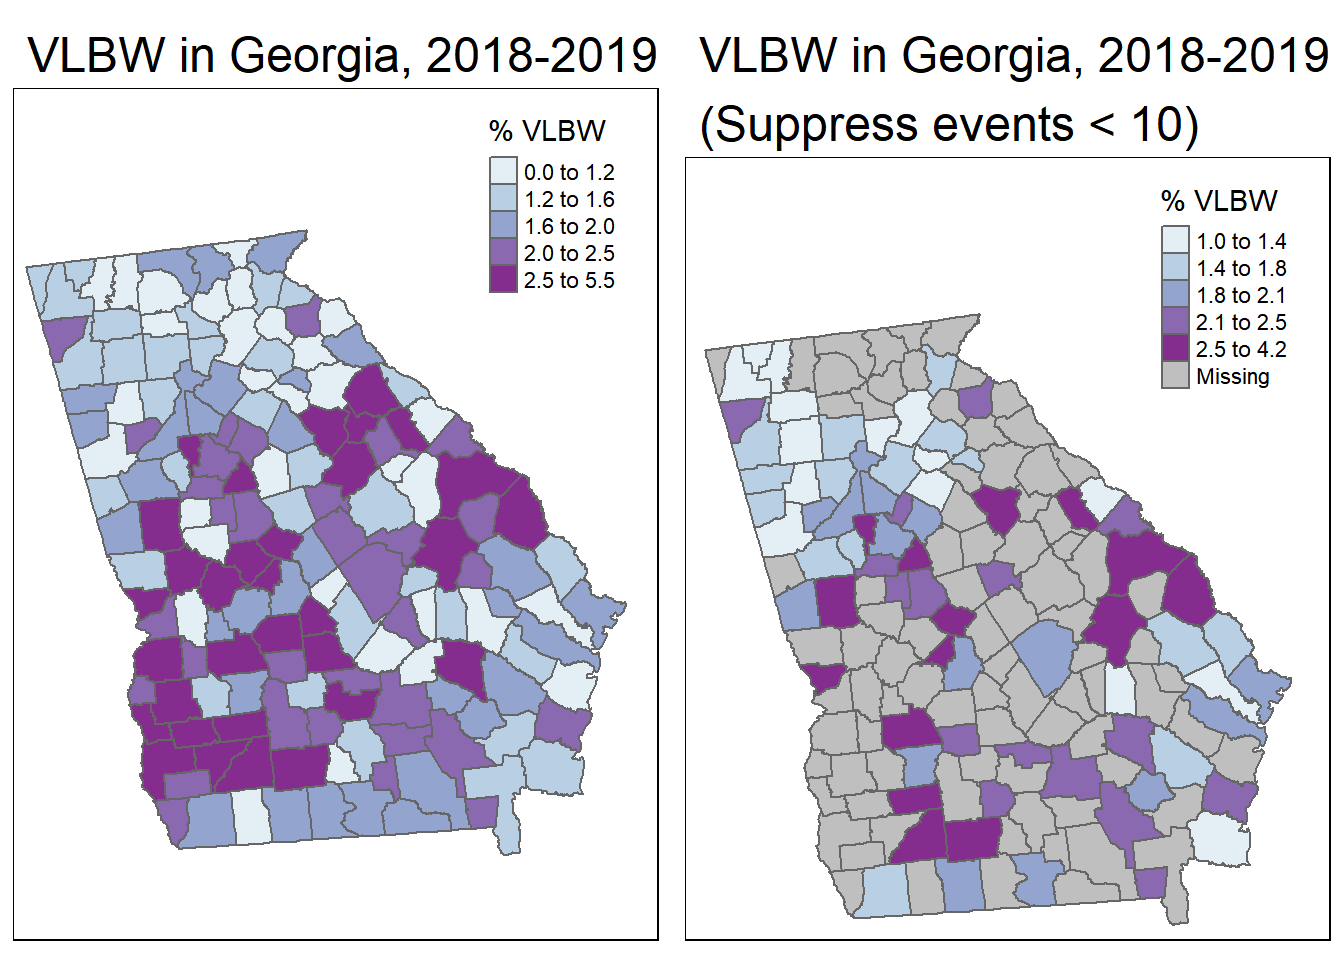 VLBW in Georgia, 2018-2019
% VLBW
0.0 to 1.2
1.2 to 1.6
1.6 to 2.0
2.0 to 2.5
2.5 to 5.5
VLBW in Georgia, 2018-2019
(Suppress events < 10)
% VLBW
1.0 to 1.4
1.4 to 1.8
1.8 to 2.1
2.1 to 2.5
2.5 to 4.2
Missing